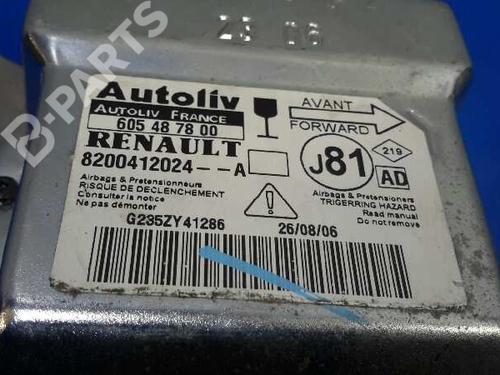 23 06
B-PARTS
Autoliv
AUTOLIV FRANCE
605 48 78 00
RENAULT
8200412024--A
Airbags & Pretensionneurs
RISQUE DE DECLENCHEMENT
Consulter la notice
Ne pas démonter
AVANT
FORWARD
J81
219
AD
Airbags & Pretensioners
TRIGERRING HAZARD
Read manual
Do not remove
G235ZY41286
26/08/06